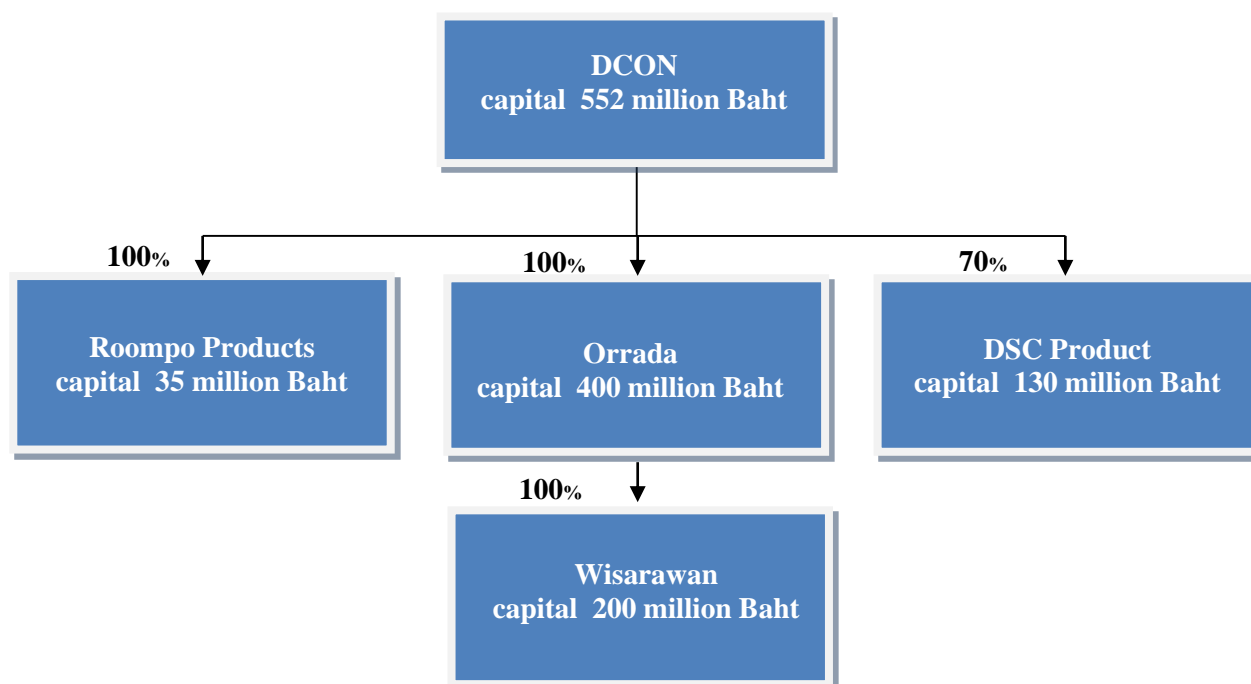 DCON
capital 552 million Baht
100%
100%
70%
Roompo Products
capital 35 million Baht
Orrada
capital 400 million Baht
DSC Product
capital 130 million Baht
100%
Wisarawan
capital 200 million Baht